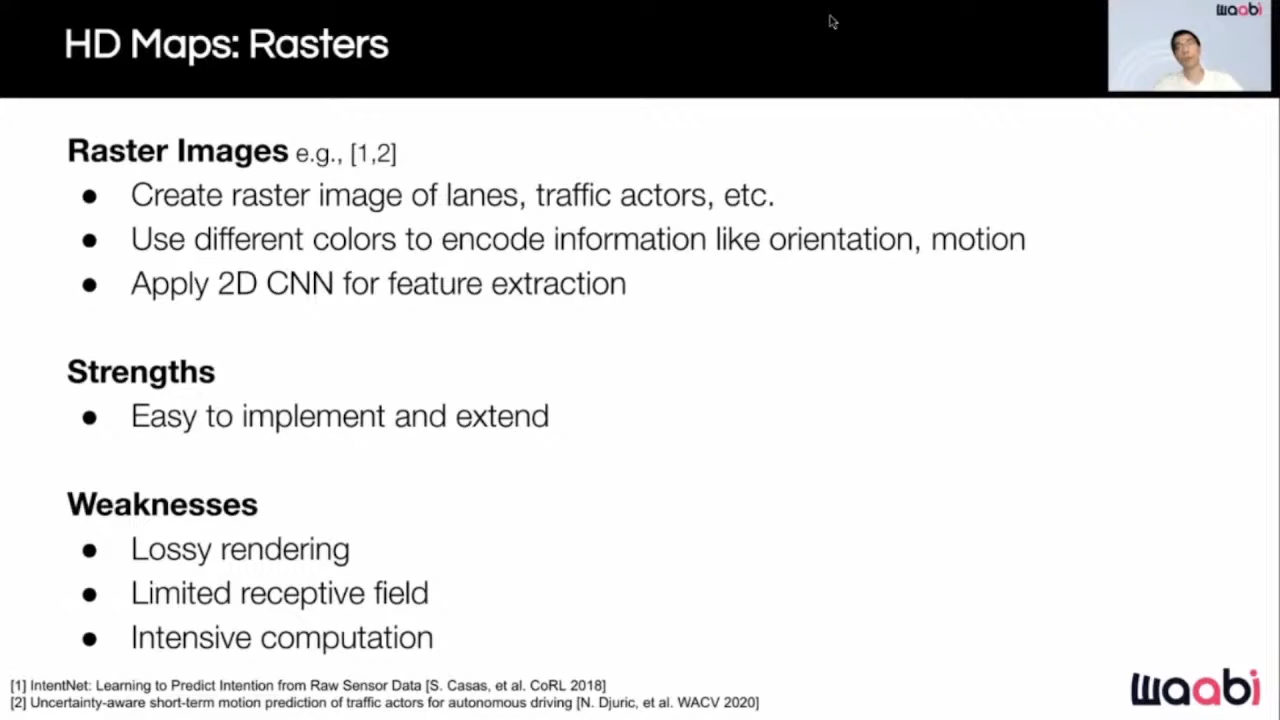 HD Maps: Rasters
waabi
Raster Images e.g., [1,2]
● Create raster image of lanes, traffic actors, etc.
● Use different colors to encode information like orientation, motion
● Apply 2D CNN for feature extraction
Strengths
● Easy to implement and extend
Weaknesses
● Lossy rendering
● Limited receptive field
● Intensive computation
[1] IntentNet: Learning to Predict Intention from Raw Sensor Data [S. Casas, et al. CoRL 2018]
[2] Uncertainty-aware short-term motion prediction of traffic actors for autonomous driving [N. Djuric, et al. WACV 2020]
waabi